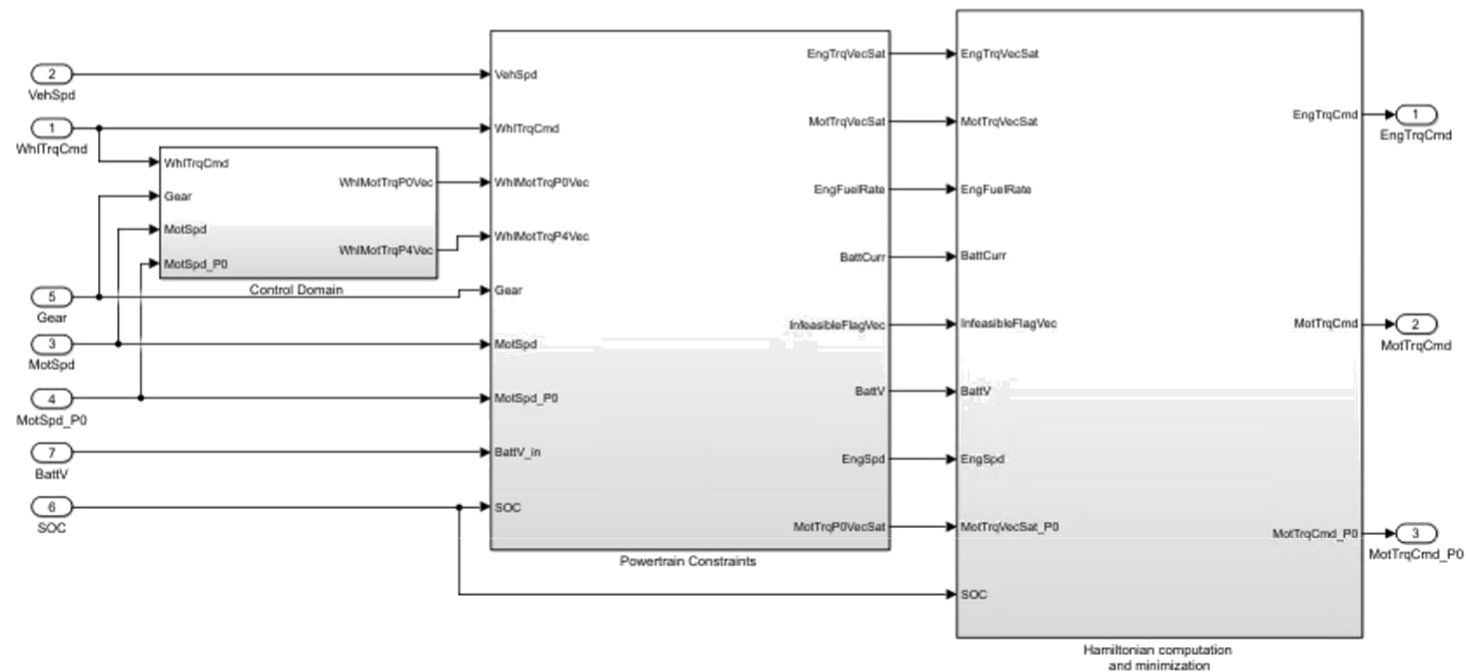 2
VehSpd
1
WhlTrqCmd
5
Gear
3
MotSpd
4
MotSpd_P0
7
BattV
6
SOC
WhlTrqCmd
Gear
MotSpd
MotSpd_P0
WhlMotTrqP0Vec
WhlMotTrqP4Vec
Control Domain
VehSpd
WhlTrqCmd
WhlMotTrqP0Vec
WhlMotTrqP4Vec
Gear
MotSpd
MotSpd_P0
BattV_in
SOC
EngTrqVecSat
MotTrqVecSat
EngFuelRate
BattCurr
InfeasibleFlagVec
BattV
EngSpd
MotTrqP0VecSat
Powertrain Constraints
EngTrqVecSat
MotTrqVecSat
EngFuelRate
BattCurr
InfeasibleFlagVec
BattV
EngSpd
MotTrqVecSat_P0
SOC
EngTrqCmd
MotTrqCmd
MotTrqCmd_P0
Hamiltonian computation
and minimization
1
EngTrqCmd
2
MotTrqCmd
3
MotTrqCmd_P0